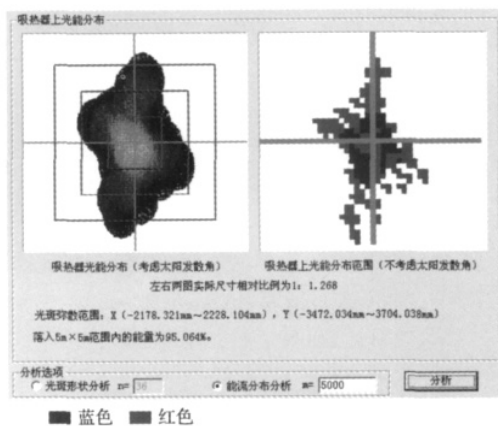 吸热器上光能分布
吸热器光能分布（考虑太阳发数角） 吸热器上光能分布范围（不考虑太阳发数角）
左右两图实际尺寸相对比例为1：1.268
光斑弥数范围：X（-2178.321mm～2228.104mm），Y（-3472.034mm～3704.038mm）
落入5m×5m范围内的能量为95.064%。
分析选项
光斑形状分析 n= 36 能流分布分析 m= 5000 分析
蓝色 红色